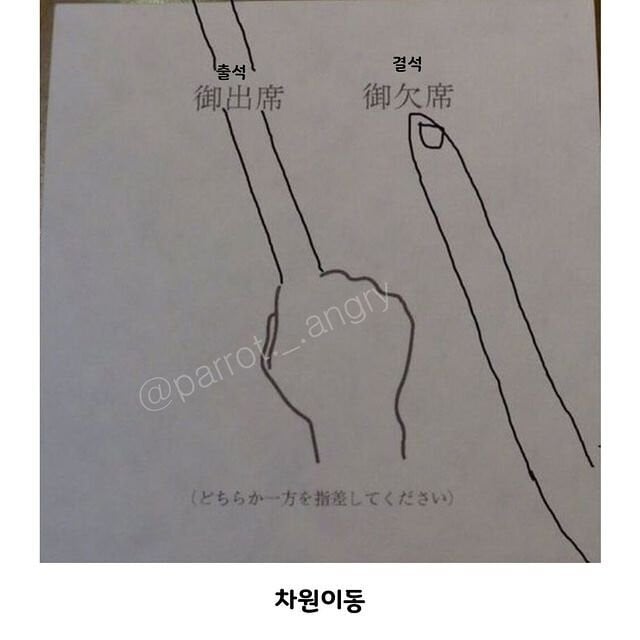 출석 결석
御出席 御欠席
@parrot._.angry
(どちらか一方を指差してください)
차원이동